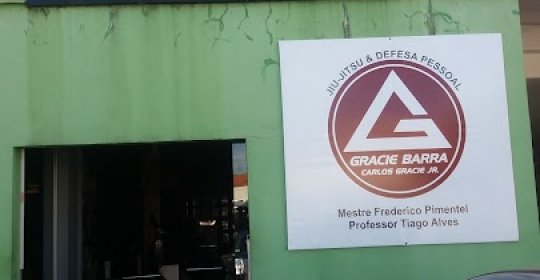 JIU-JITSU & DEFESA PESSOAL
GRACIE BARRA
CARLOS GRACIE JR.
Mestre Frederico Pimentel
Professor Tiago Alves